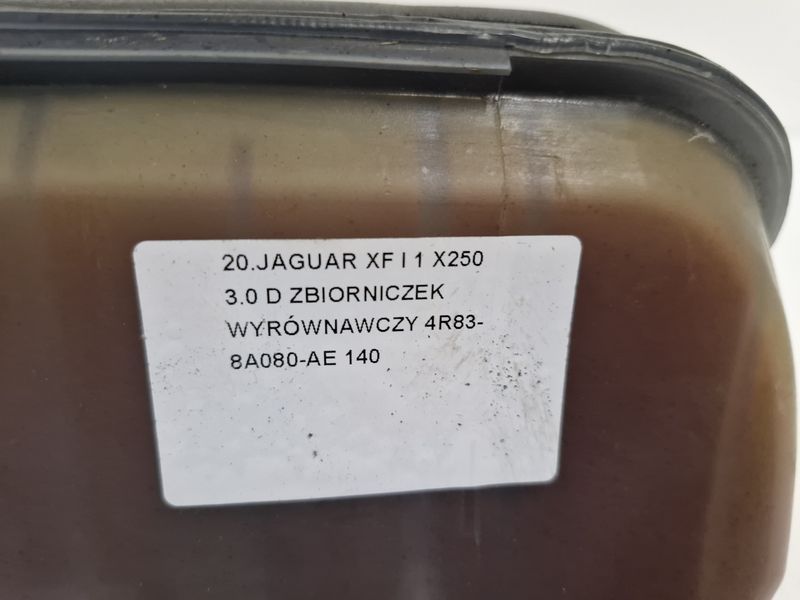 20.JAGUAR XF I 1 X250
3.0 D ZBIORNICZEK
WYRÓWNAWCZY 4R83-
8A080-AE 140